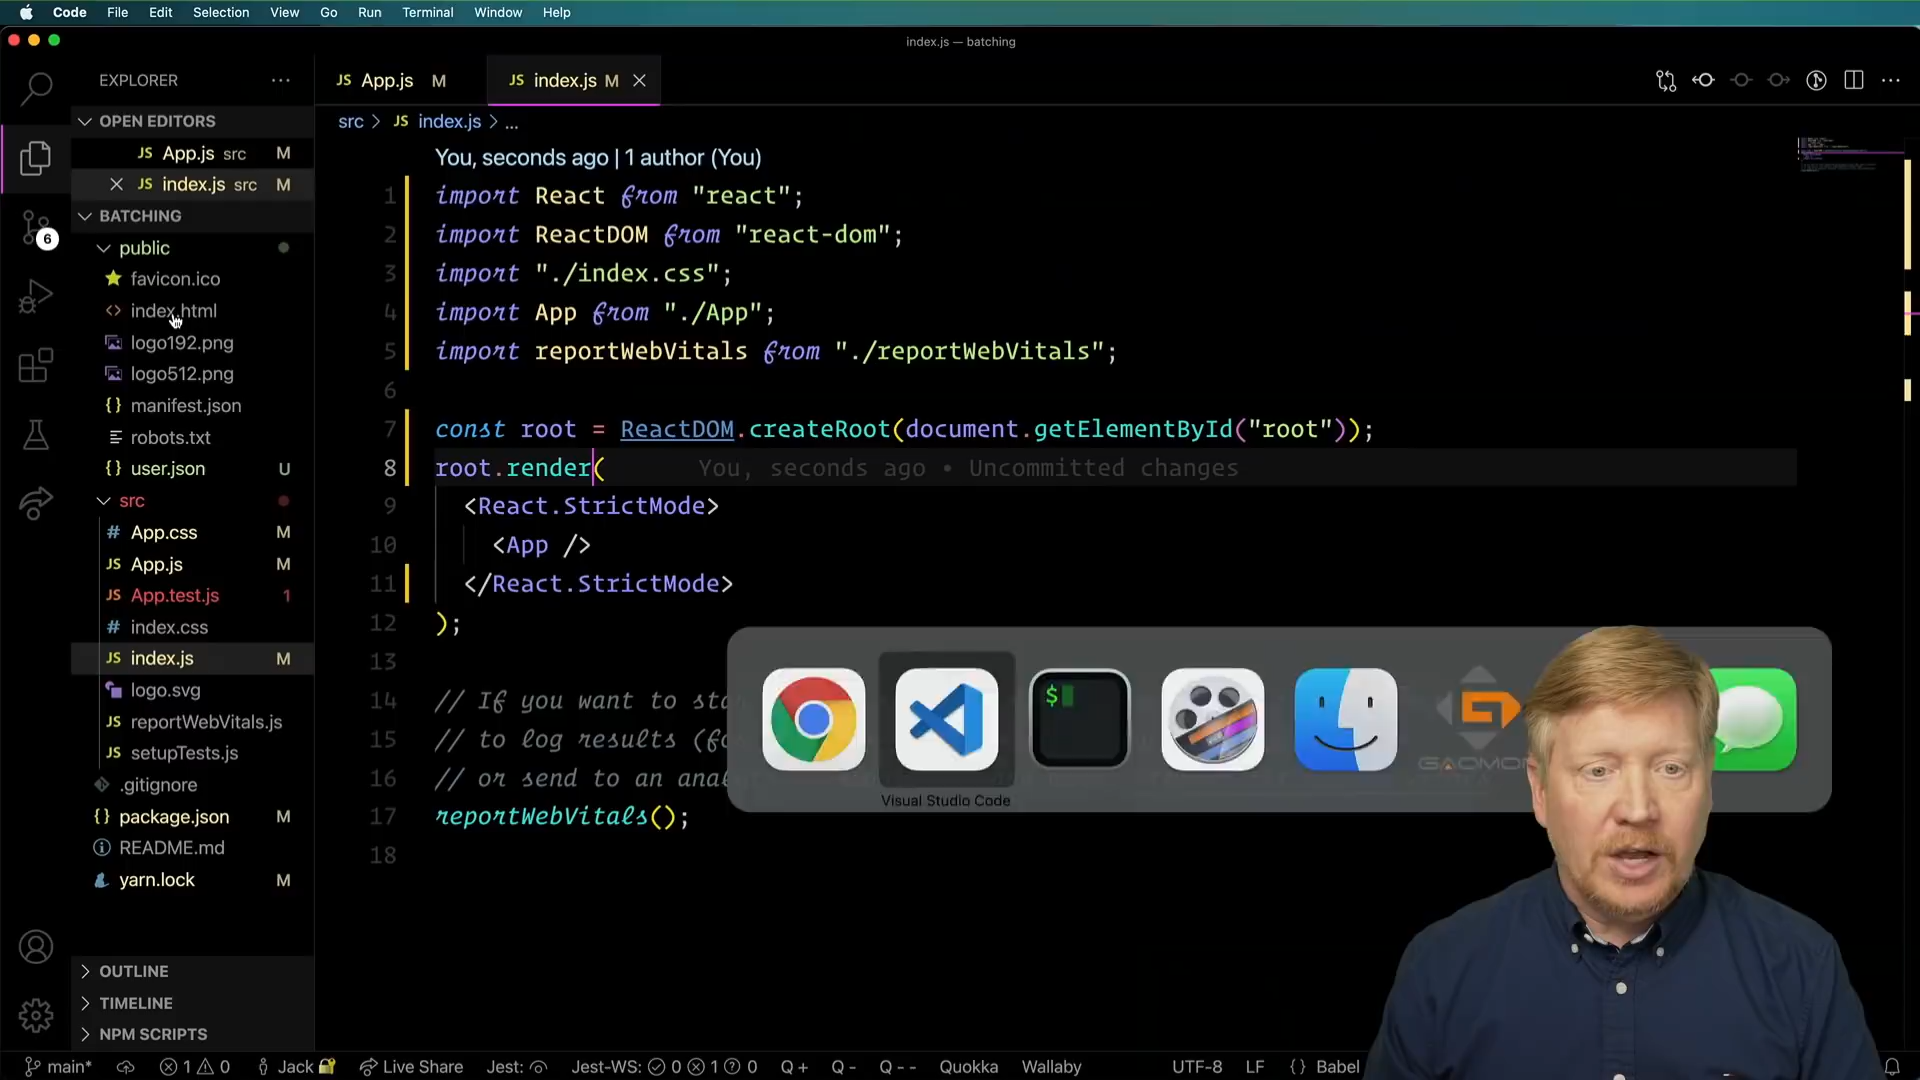 Code File Edit Selection View Go Run Terminal Window Help
index.js — batching
EXPLORER
JS App.js M
JS index.js M
OPEN EDITORS
JS App.js src M
JS index.js src M
BATCHING
public
favicon.ico
index.html
logo192.png
logo512.png
{} manifest.json
robots.txt
{} user.json U
src
# App.css M
JS App.js M
JS App.test.js 1
# index.css
JS index.js M
logo.svg
JS reportWebVitals.js
JS setupTests.js
.gitignore
{} package.json M
README.md
yarn.lock M
OUTLINE
TIMELINE
NPM SCRIPTS
6
src > JS index.js > ...
You, seconds ago | 1 author (You)
1 import React from "react";
2 import ReactDOM from "react-dom";
3 import "./index.css";
4 import App from "./App";
5 import reportWebVitals from "./reportWebVitals";
6
7 const root = ReactDOM.createRoot(document.getElementById("root"));
8 root.render( You, seconds ago • Uncommitted changes
9 <React.StrictMode>
10 <App />
11 </React.StrictMode>
12 );
13
14 // If you want to sta
15 // to log results (fo
16 // or send to an anal
17 reportWebVitals();
18
$
GAOMON
Visual Studio Code
main* 1 0 Jack Live Share Jest: Jest-WS: 0 1 0 Q + Q - Q - - Quokka Wallaby UTF-8 LF {} Babel